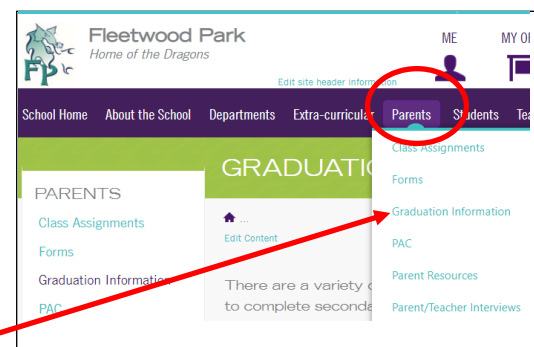 Fleetwood Park
Home of the Dragons
FP
ME
Edit site header information
School Home About the School Departments Extra-curricular Parents Students
Class Assignments
Forms
Graduation Information
PAC
Parent Resources
Parent/Teacher Interviews
PARENTS
Class Assignments
Forms
Graduation Information
PAC
...
Edit Content
There are a variety
to complete